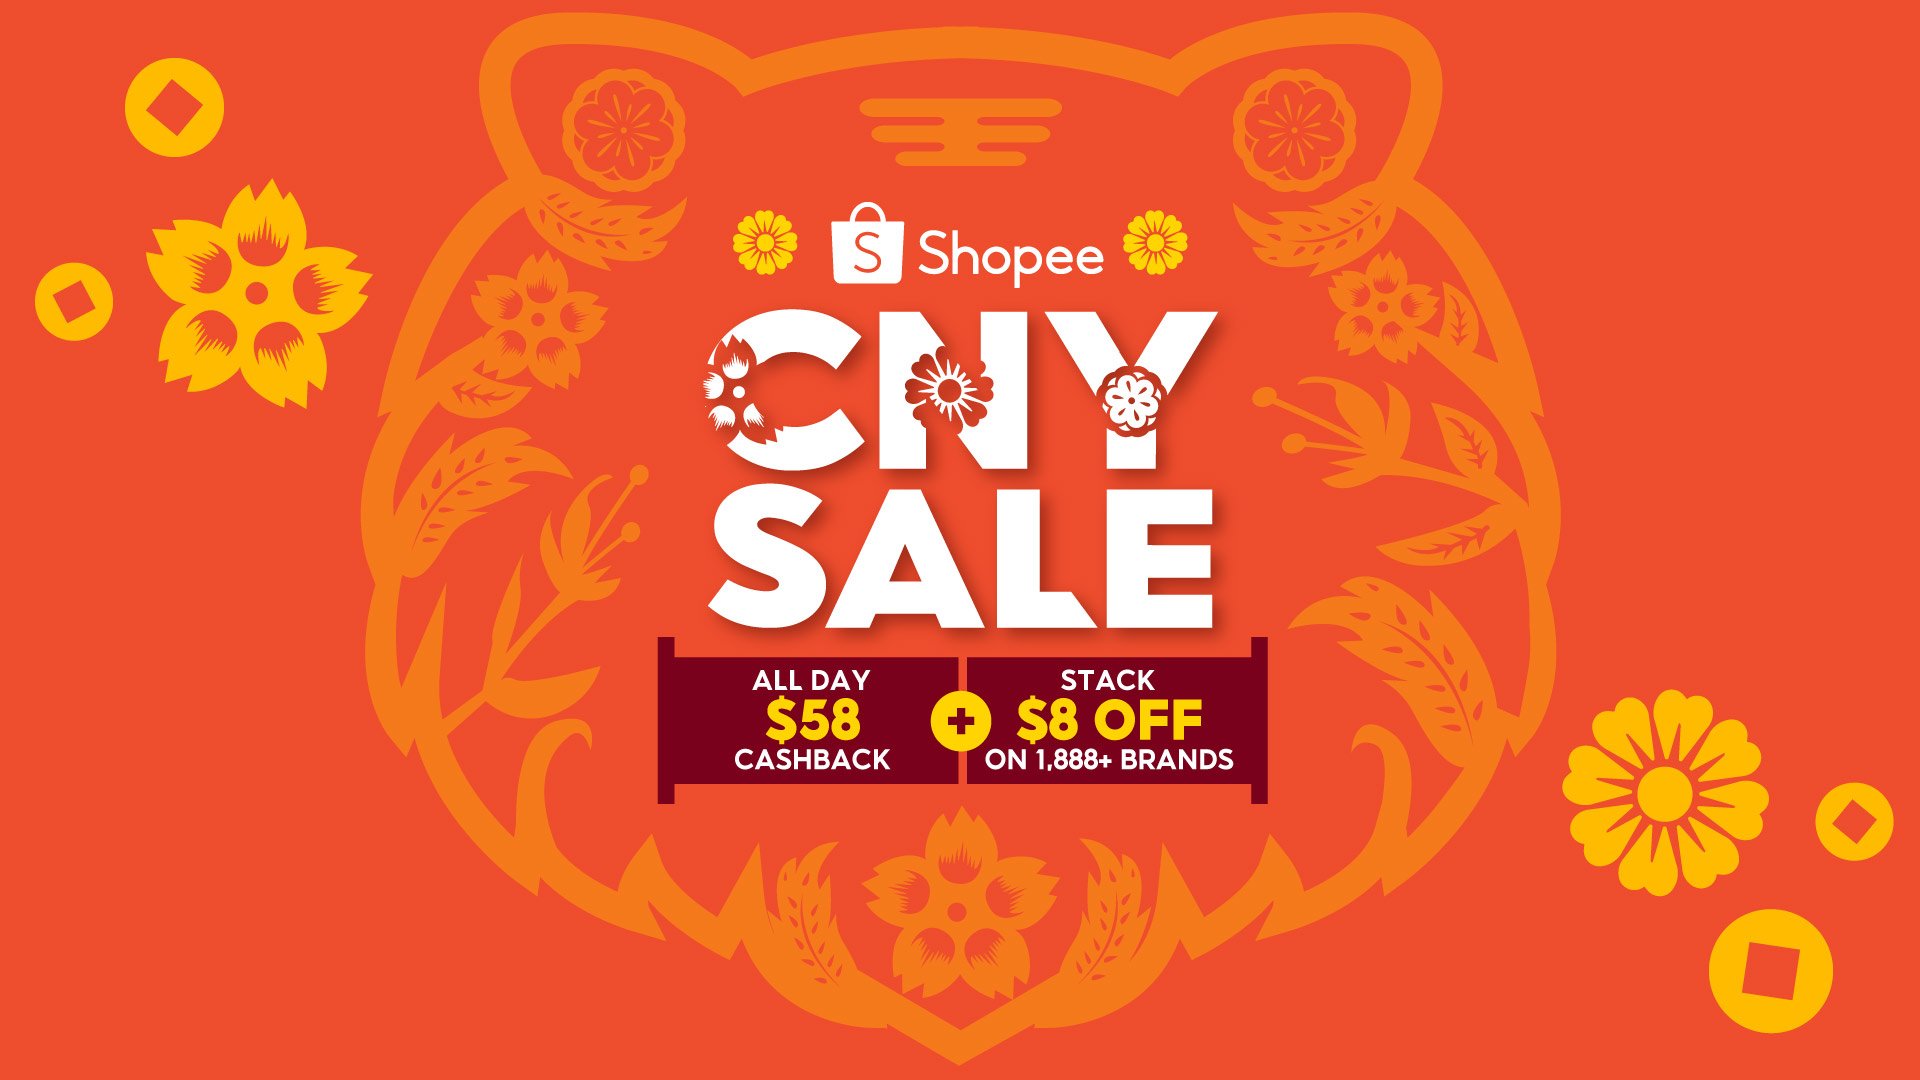 S Shopee
CNY
SALE
ALL DAY
$58
CASHBACK
+
STACK
$8 OFF
ON 1,888+ BRANDS